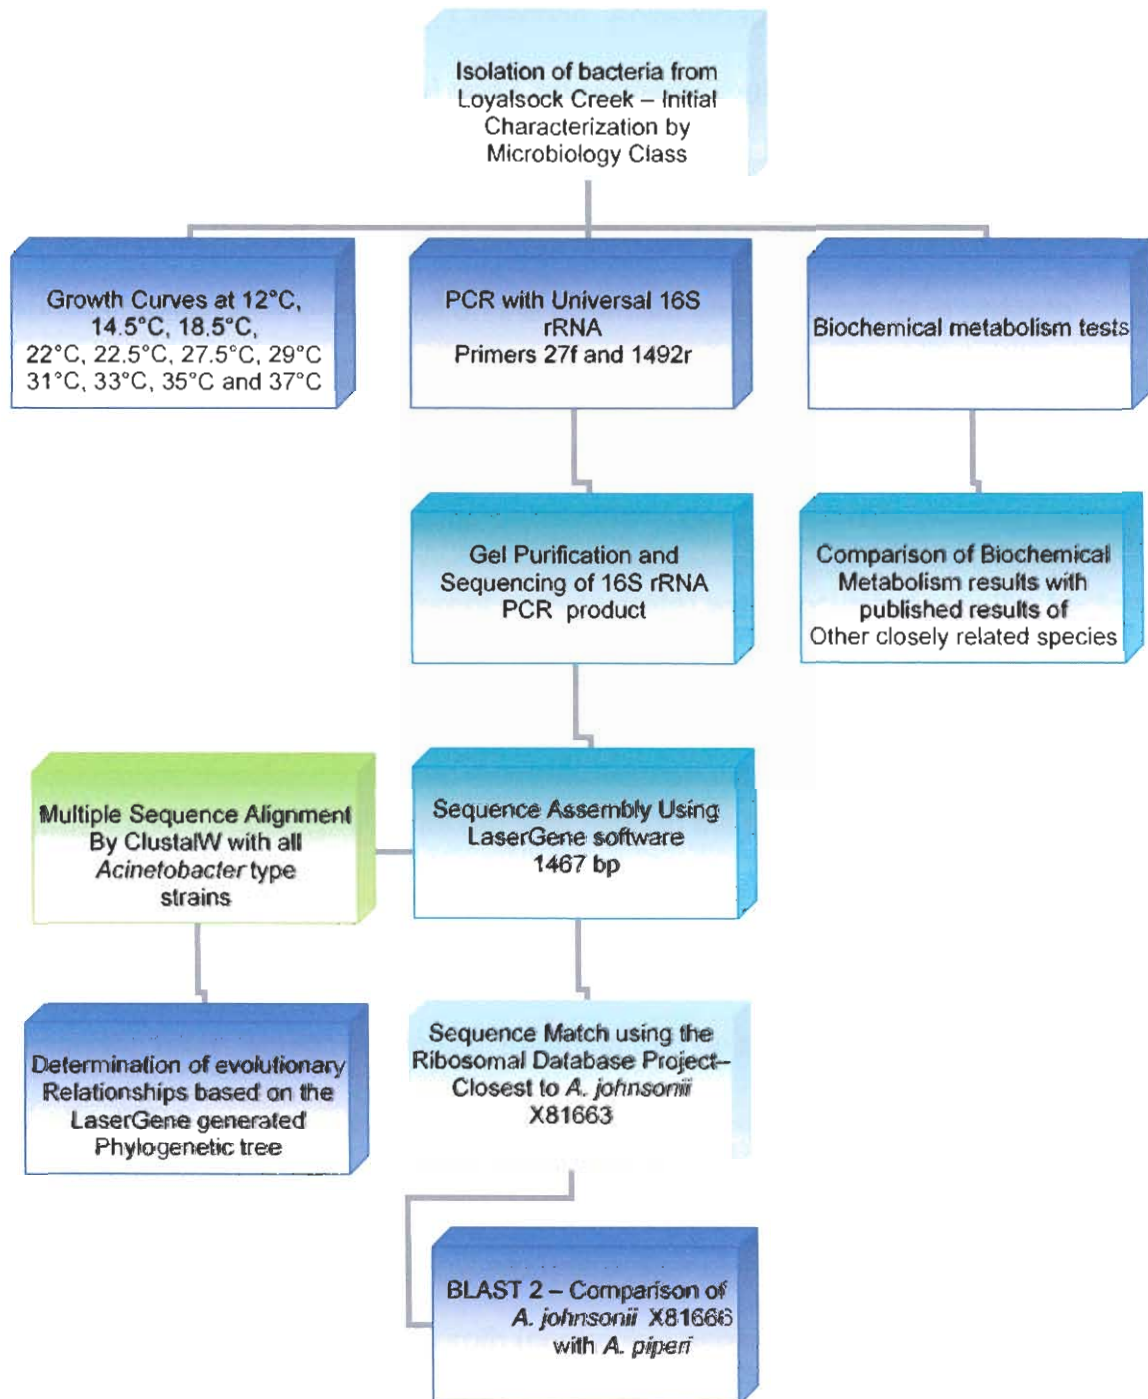 Isolation of bacteria from
Loyalsock Creek – Initial
Characterization by
Microbiology Class
Growth Curves at 12°C,
14.5°C, 18.5°C,
22°C, 22.5°C, 27.5°C, 29°C
31°C, 33°C, 35°C and 37°C
PCR with Universal 16S
rRNA
Primers 27f and 1492r
Biochemical metabolism tests
Gel Purification and
Sequencing of 16S rRNA
PCR product
Comparison of Biochemical
Metabolism results with
published results of
Other closely related species
Multiple Sequence Alignment
By ClustalW with all
Acinetobacter type
strains
Sequence Assembly Using
LaserGene software
1467 bp
Determination of evolutionary
Relationships based on the
LaserGene generated
Phylogenetic tree
Sequence Match using the
Ribosomal Database Project–
Closest to A. johnsonii
X81663
BLAST 2 – Comparison of
A. johnsonii X81666
with A. piperi